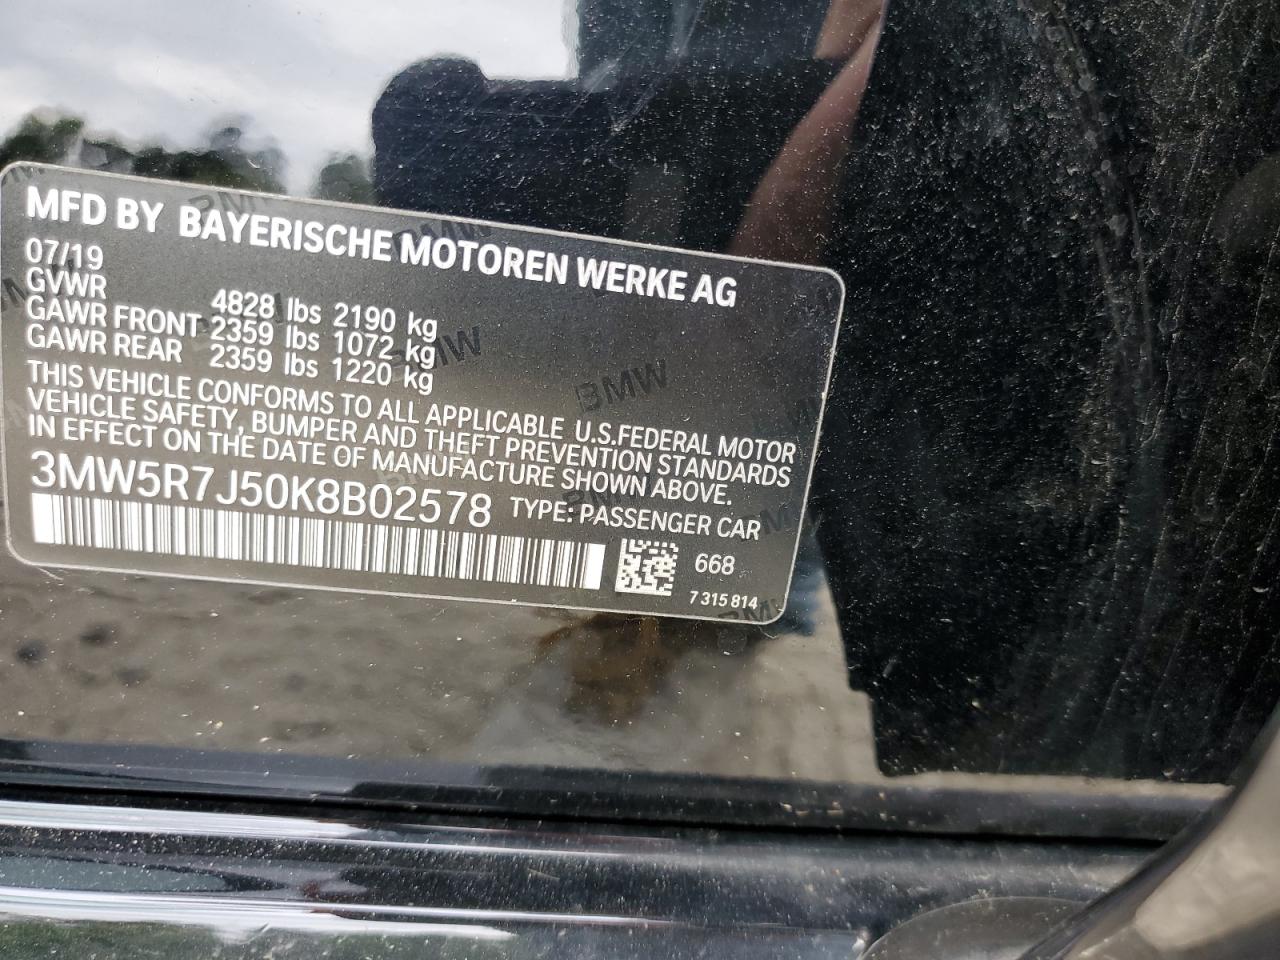 MFD BY BAYERISCHE MOTOREN WERKE AG
07/19
GVWR 4828 lbs 2190 kg
GAWR FRONT 2359 lbs 1072 kg
GAWR REAR 2359 lbs 1220 kg
THIS VEHICLE CONFORMS TO ALL APPLICABLE U.S.FEDERAL MOTOR
VEHICLE SAFETY, BUMPER AND THEFT PREVENTION STANDARDS
IN EFFECT ON THE DATE OF MANUFACTURE SHOWN ABOVE.
3MW5R7J50K8B02578 TYPE: PASSENGER CAR
668
7 315 814